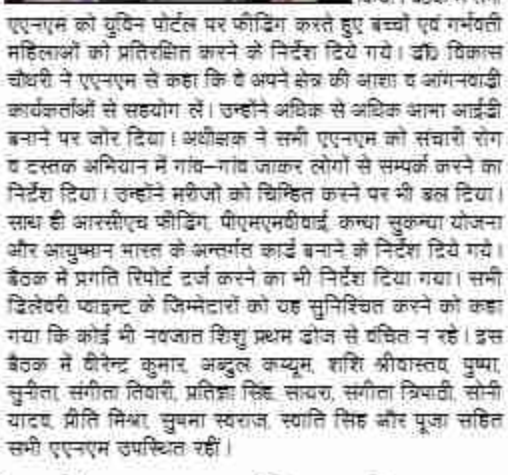 एएनएम को युविन पोर्टल पर फीडिंग करते हुए बच्चों एवं गर्भवती
महिलाओं को प्रतिरक्षित करने के निर्देश दिये गये। डॉ0 विकास
चौधरी ने एएनएम से कहा कि वे अपने क्षेत्र की आशा व आंगनवाडी
कार्यकर्ताओं से सहयोग लें। उन्होंने अधिक से अधिक आभा आईडी
बनाने पर जोर दिया। अधीक्षक ने सभी एएनएम को संचारी रोग
व दस्तक अभियान में गांव–गांव जाकर लोगों से सम्पर्क करने का
निर्देश दिया। उन्होंने मरीजों को चिन्हित करने पर भी बल दिया।
साथ ही आरसीएच फीडिंग, पीएमएमवीवाई, कन्या सुकन्या योजना
और आयुष्मान भारत के अन्तर्गत कार्ड बनाने के निर्देश दिये गये।
बैठक में प्रगति रिपोर्ट दर्ज करने का भी निर्देश दिया गया। सभी
डिलेवरी प्वाइन्ट के जिम्मेदारों को यह सुनिश्चित करने को कहा
गया कि कोई भी नवजात शिशु प्रथम डोज से वंचित न रहे। इस
बैठक में वीरेन्द्र कुमार, अब्दुल कय्यूम, शशि श्रीवास्तव, पुष्पा,
सुनीता, संगीता तिवारी, प्रतिज्ञा सिंह, सायरा, संगीता त्रिपाठी, सोनी
यादव, प्रीति मिश्रा, सुषमा स्वराज, स्वाति सिंह और पूजा सहित
सभी एएनएम उपस्थित रहीं।